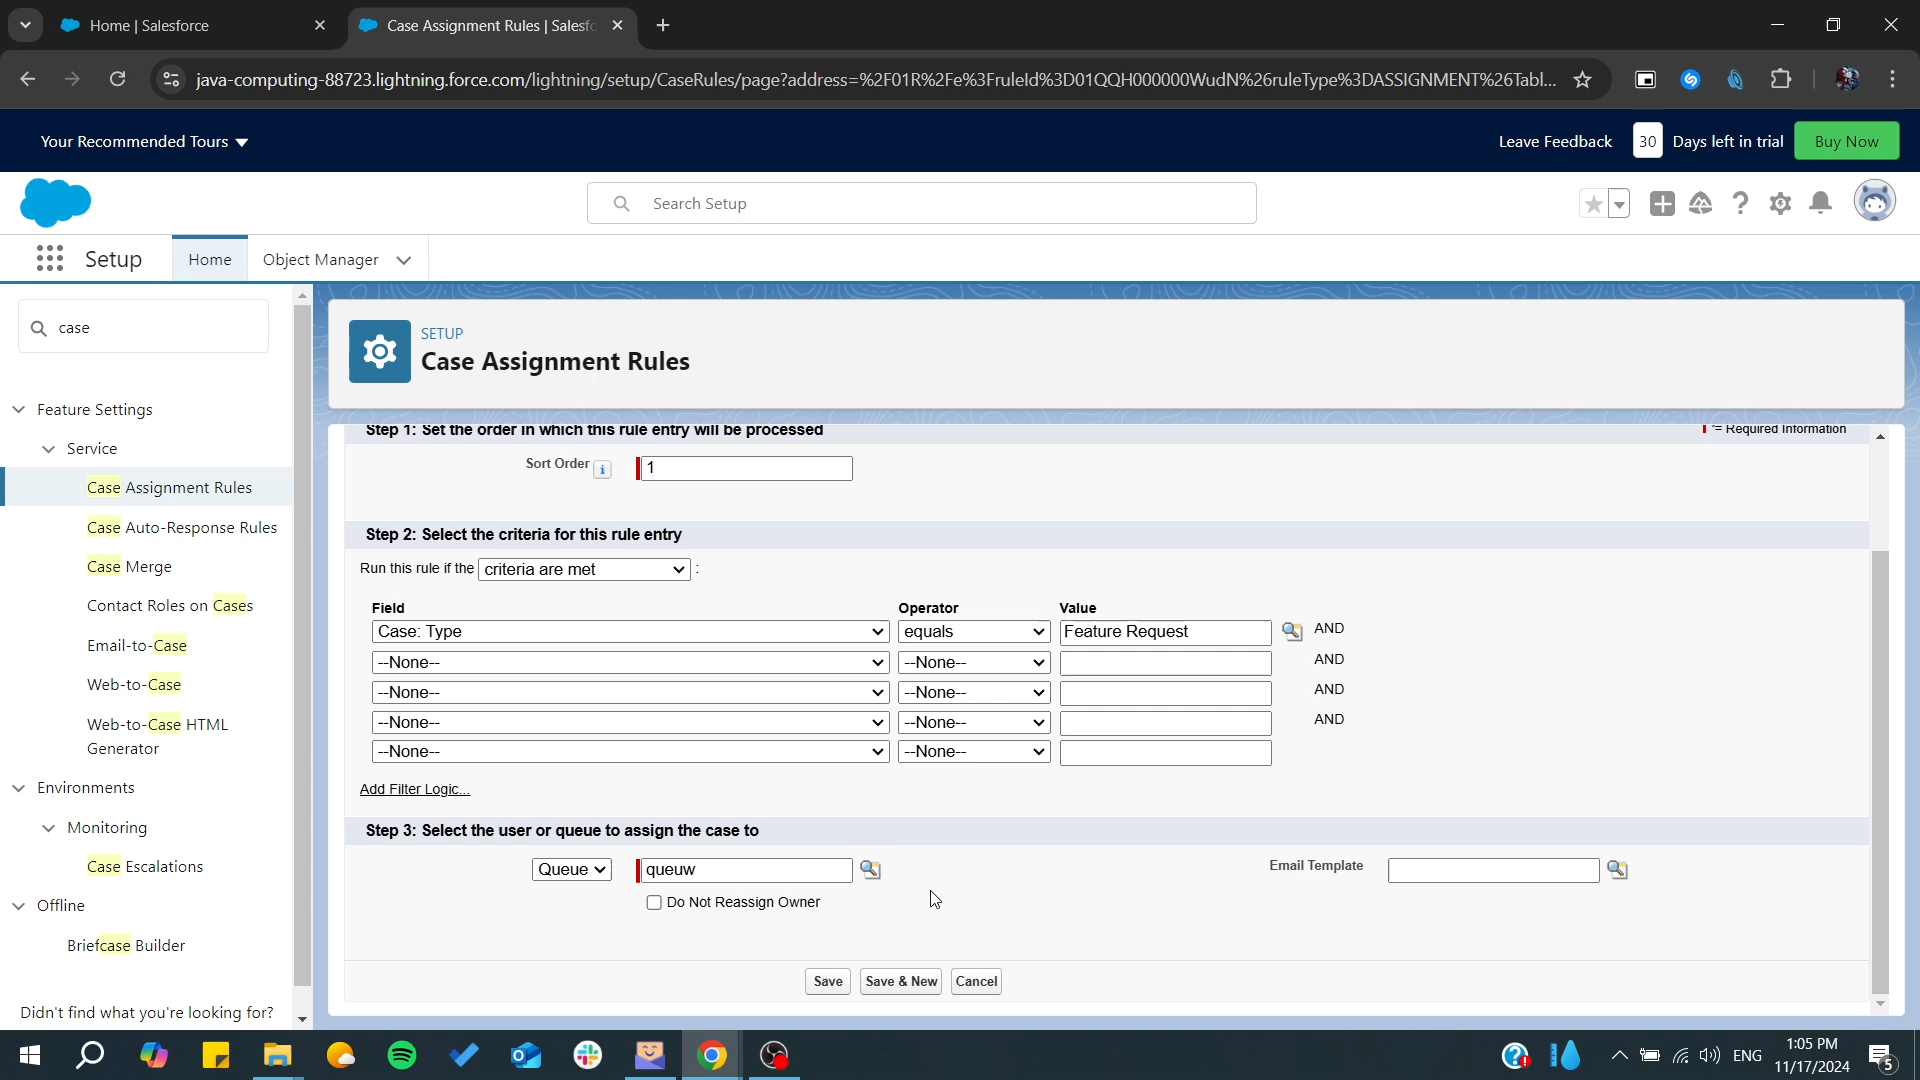 Home | Salesforce
Case Assignment Rules | Salesfo
java-computing-88723.lightning.force.com/lightning/setup/CaseRules/page?address=%2F01R%2Fe%3FruleId%3D01QQH000000WudN%26ruleType%3DASSIGNMENT%26Tabl...
Your Recommended Tours
Leave Feedback
30 Days left in trial
Buy Now
Search Setup
Setup
Home
Object Manager
case
Feature Settings
Service
Case Assignment Rules
Case Auto-Response Rules
Case Merge
Contact Roles on Cases
Email-to-Case
Web-to-Case
Web-to-Case HTML
Generator
Environments
Monitoring
Case Escalations
Offline
Briefcase Builder
Didn't find what you're looking for?
SETUP
Case Assignment Rules
Step 1: Set the order in which this rule entry will be processed
= Required Information
Sort Order i 1
Step 2: Select the criteria for this rule entry
Run this rule if the criteria are met :
Field Operator Value
Case: Type equals Feature Request AND
--None-- --None-- AND
--None-- --None-- AND
--None-- --None-- AND
--None-- --None--
Add Filter Logic...
Step 3: Select the user or queue to assign the case to
Queue queuw
Email Template
Do Not Reassign Owner
Save Save & New Cancel
ENG
1:05 PM
11/17/2024
5